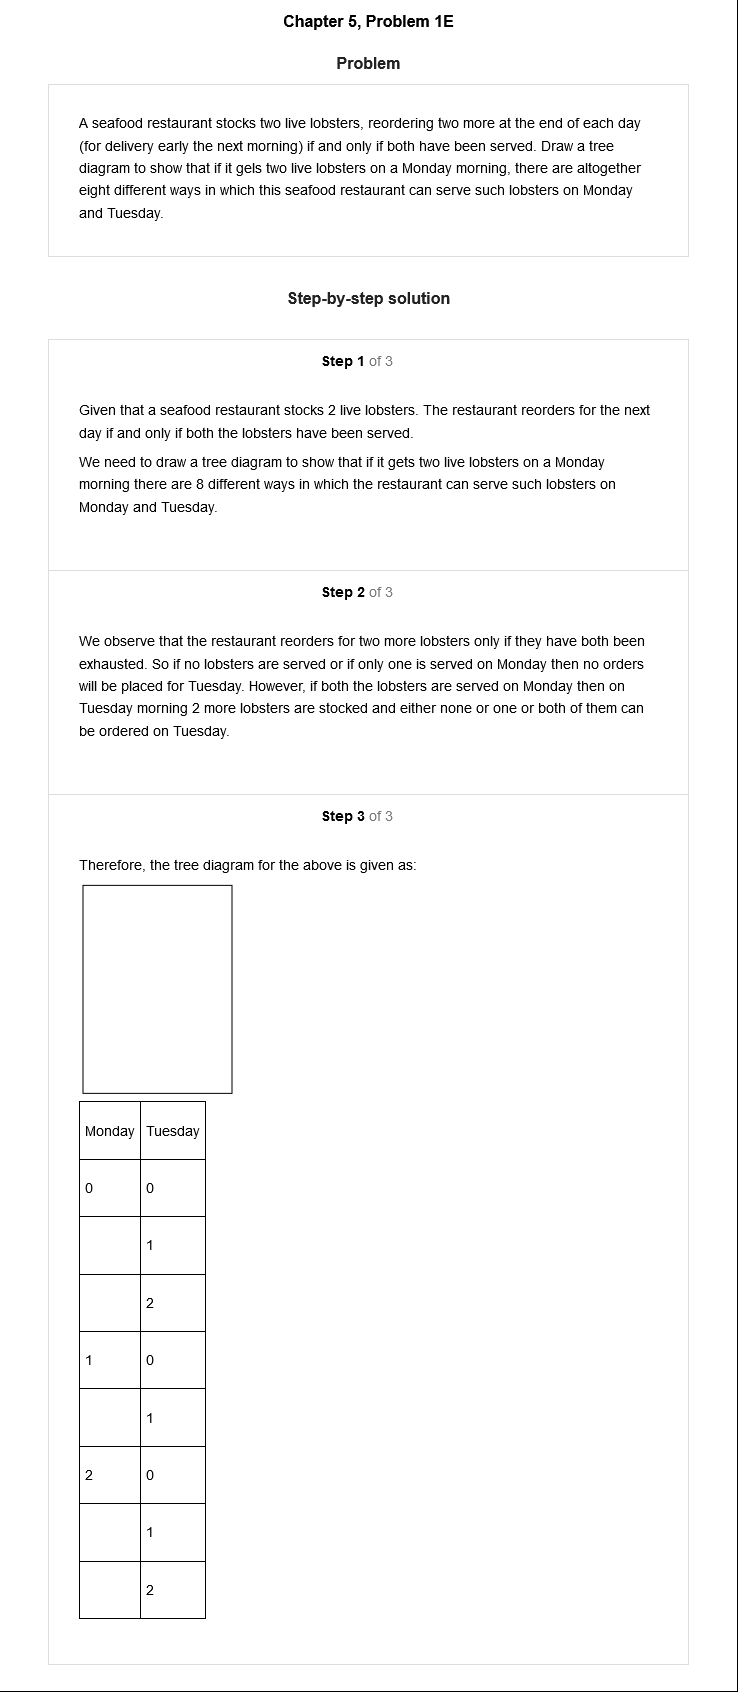 Chapter 5, Problem 1E
Problem
A seafood restaurant stocks two live lobsters, reordering two more at the end of each day
(for delivery early the next morning) if and only if both have been served. Draw a tree
diagram to show that if it gels two live lobsters on a Monday morning, there are altogether
eight different ways in which this seafood restaurant can serve such lobsters on Monday
and Tuesday.
Step-by-step solution
Step 1 of 3
Given that a seafood restaurant stocks 2 live lobsters. The restaurant reorders for the next
day if and only if both the lobsters have been served.
We need to draw a tree diagram to show that if it gets two live lobsters on a Monday
morning there are 8 different ways in which the restaurant can serve such lobsters on
Monday and Tuesday.
Step 2 of 3
We observe that the restaurant reorders for two more lobsters only if they have both been
exhausted. So if no lobsters are served or if only one is served on Monday then no orders
will be placed for Tuesday. However, if both the lobsters are served on Monday then on
Tuesday morning 2 more lobsters are stocked and either none or one or both of them can
be ordered on Tuesday.
Step 3 of 3
Therefore, the tree diagram for the above is given as:
Monday Tuesday
0 0
1
2
1 0
1
2 0
1
2